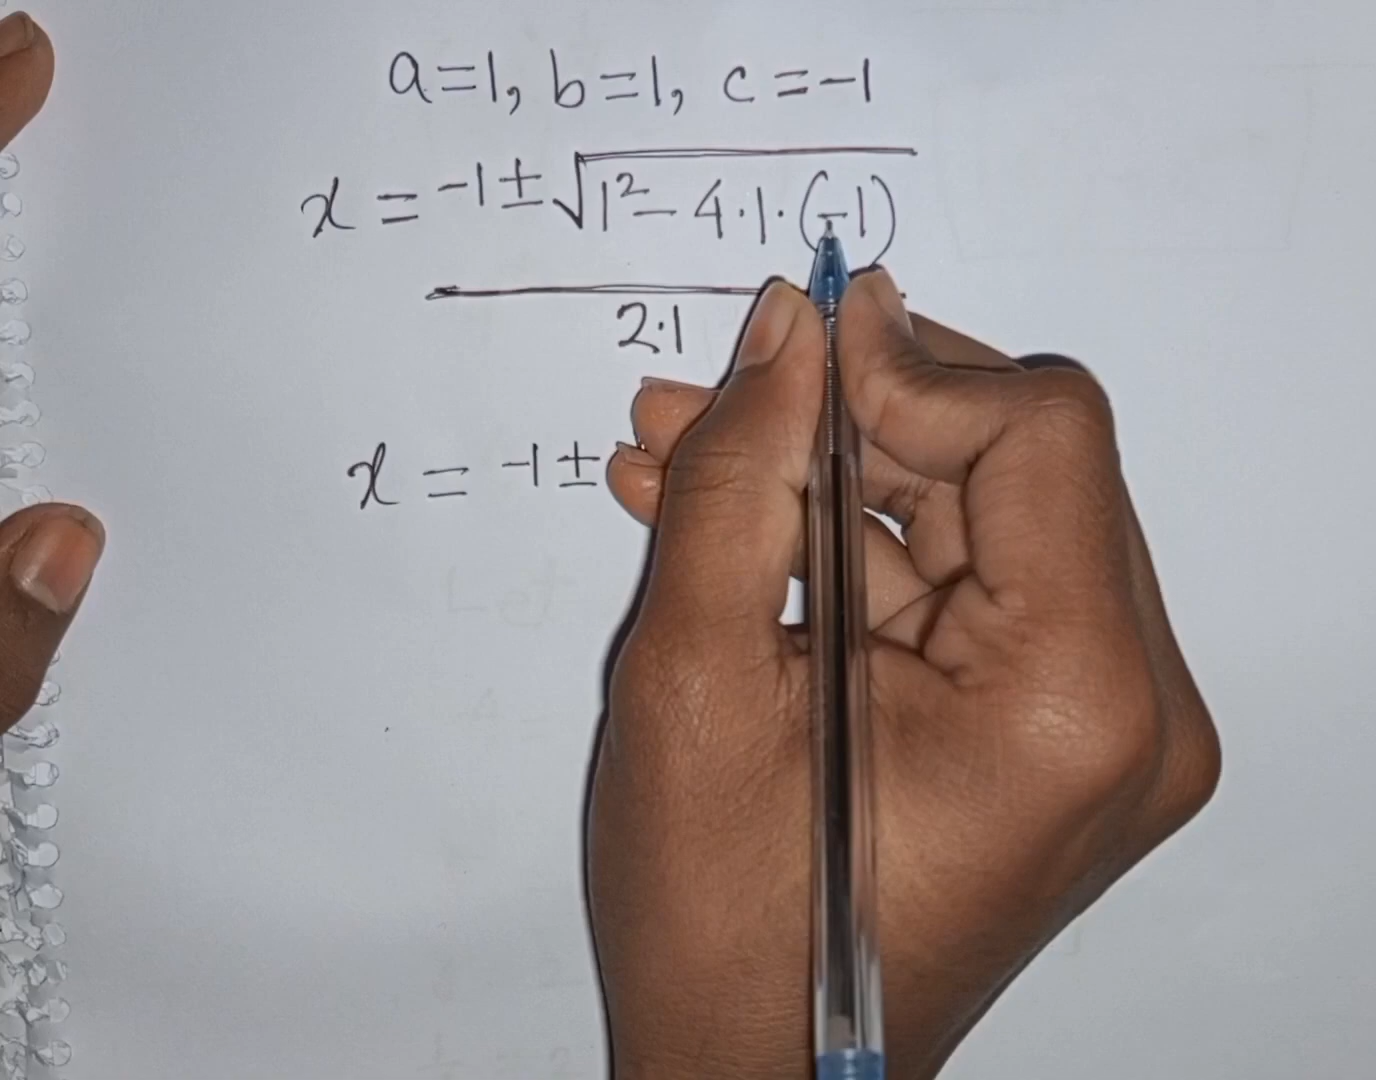 a=1, b=1, c=-1
x = -1 ± √1² - 4·1·(-1)
2·1
x = -1 ±